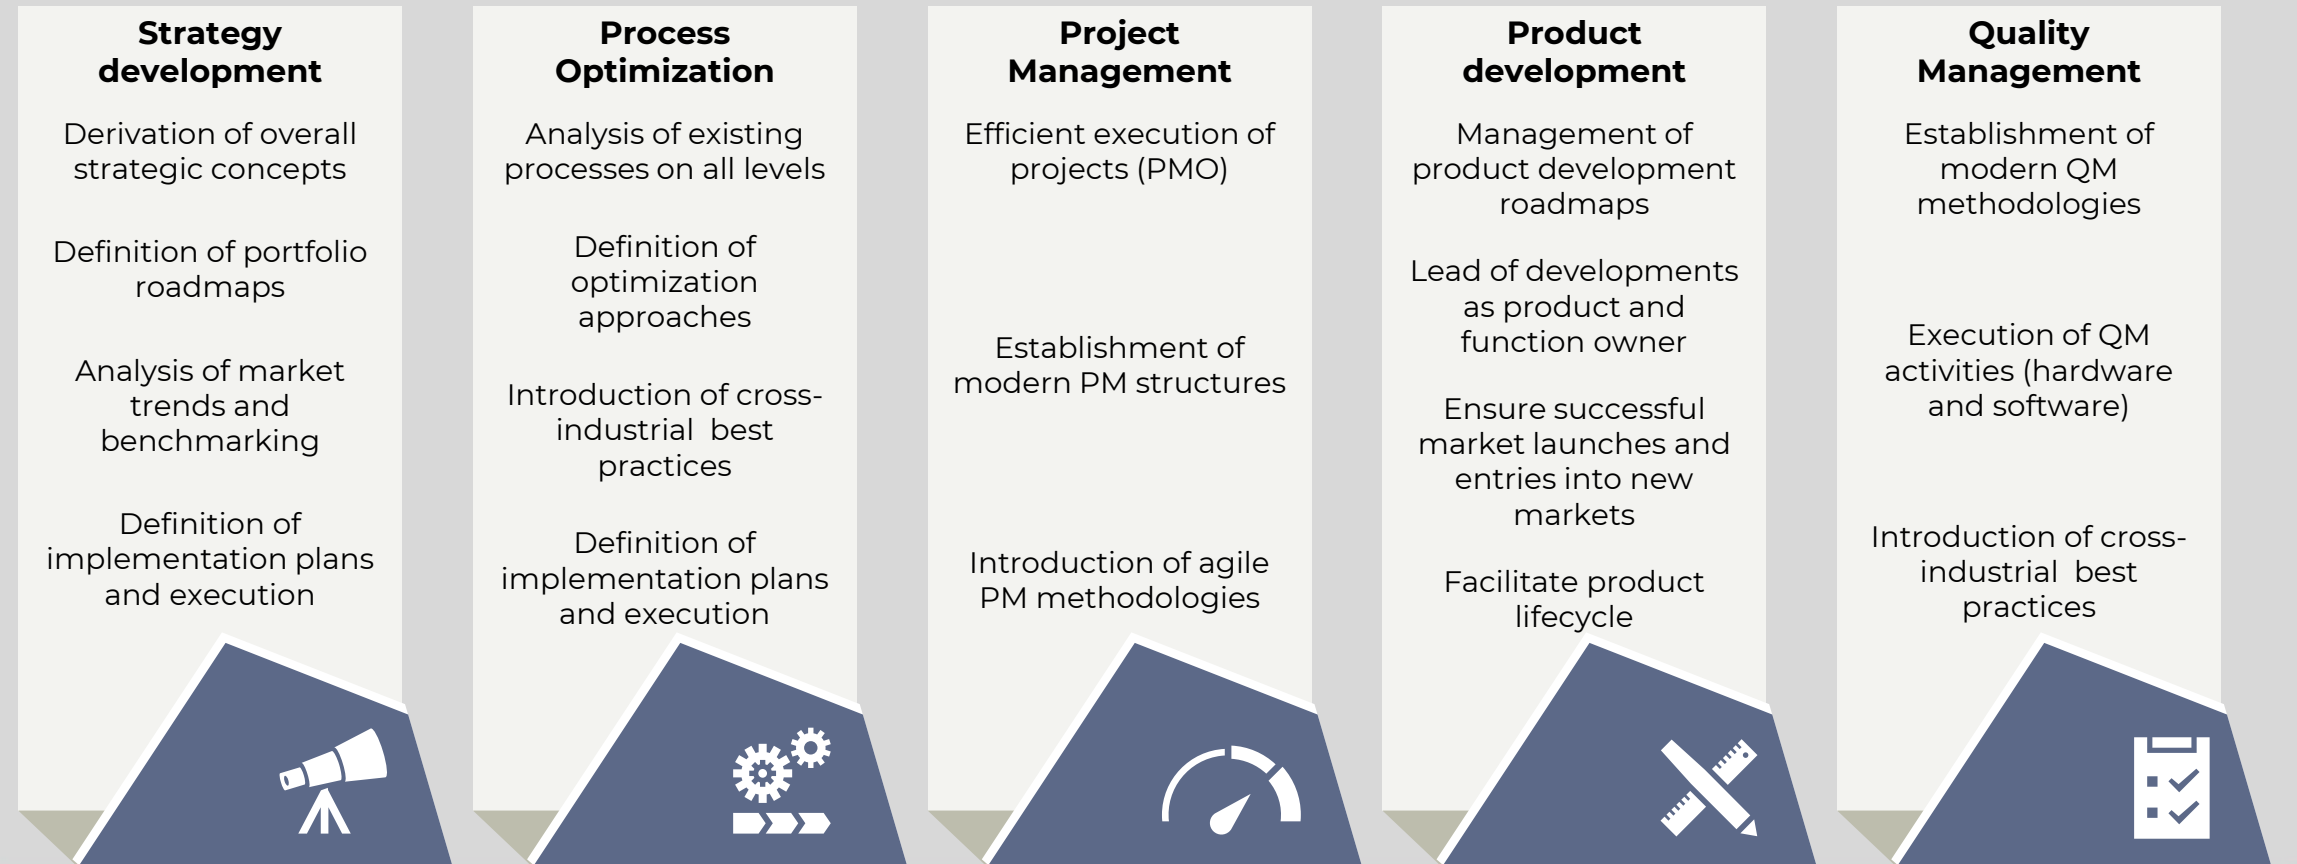 Strategy
development
Derivation of overall
strategic concepts
Definition of portfolio
roadmaps
Analysis of market
trends and
benchmarking
Definition of
implementation plans
and execution
Process
Optimization
Analysis of existing
processes on all levels
Definition of
optimization
approaches
Introduction of cross-
industrial  best
practices
Definition of
implementation plans
and execution
Project
Management
Efficient execution of
projects (PMO)
Establishment of
modern PM structures
Introduction of agile
PM methodologies
Product
development
Management of
product development
roadmaps
Lead of developments
as product and
function owner
Ensure successful
market launches and
entries into new
markets
Facilitate product
lifecycle
Quality
Management
Establishment of
modern QM
methodologies
Execution of QM
activities (hardware
and software)
Introduction of cross-
industrial  best
practices